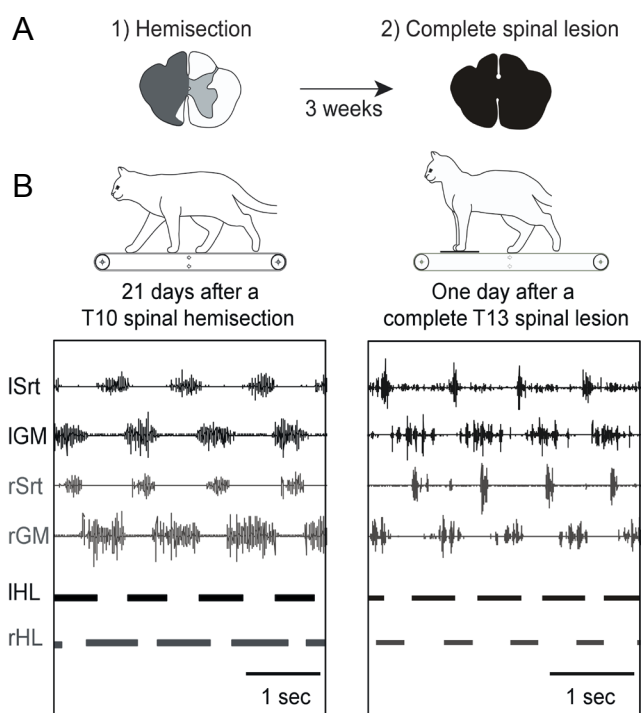 A
1) Hemisection
2) Complete spinal lesion
3 weeks
B
21 days after a
T10 spinal hemisection
One day after a
complete T13 spinal lesion
lSrt
lGM
rSrt
rGM
lHL
rHL
1 sec
1 sec